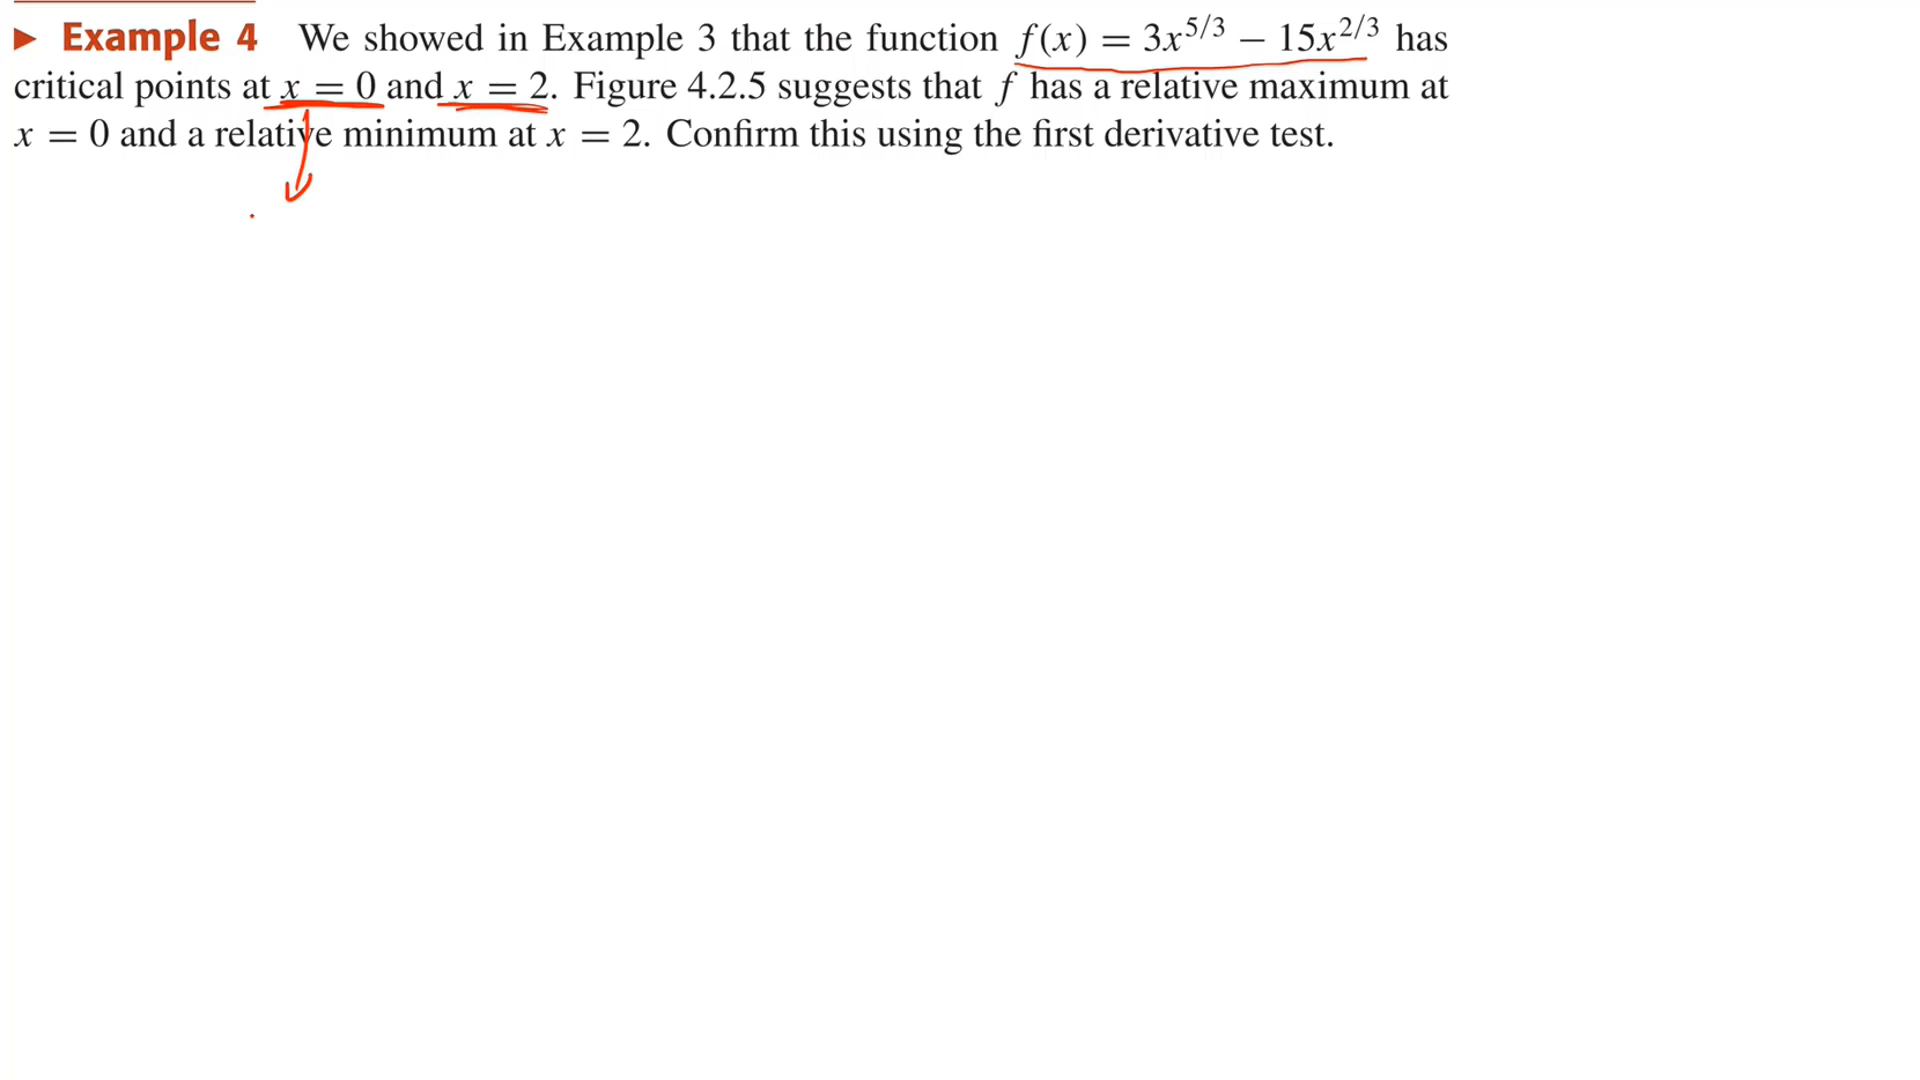 ► Example 4 We showed in Example 3 that the function f(x) = 3x^{5/3} − 15x^{2/3} has
critical points at x = 0 and x = 2. Figure 4.2.5 suggests that f has a relative maximum at
x = 0 and a relative minimum at x = 2. Confirm this using the first derivative test.